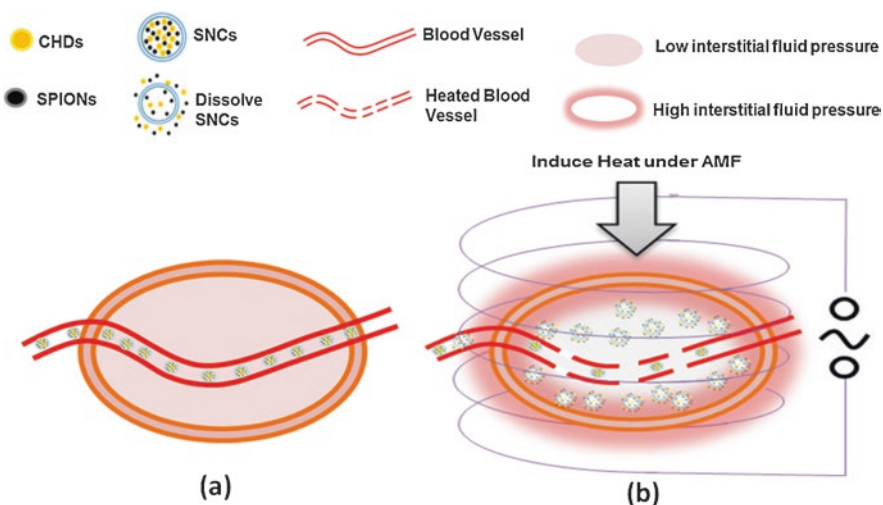 CHDs
SNCs
Blood Vessel
Low interstitial fluid pressure
SPIONs
Dissolve
SNCs
Heated Blood
Vessel
High interstitial fluid pressure
Induce Heat under AMF
(a)
(b)